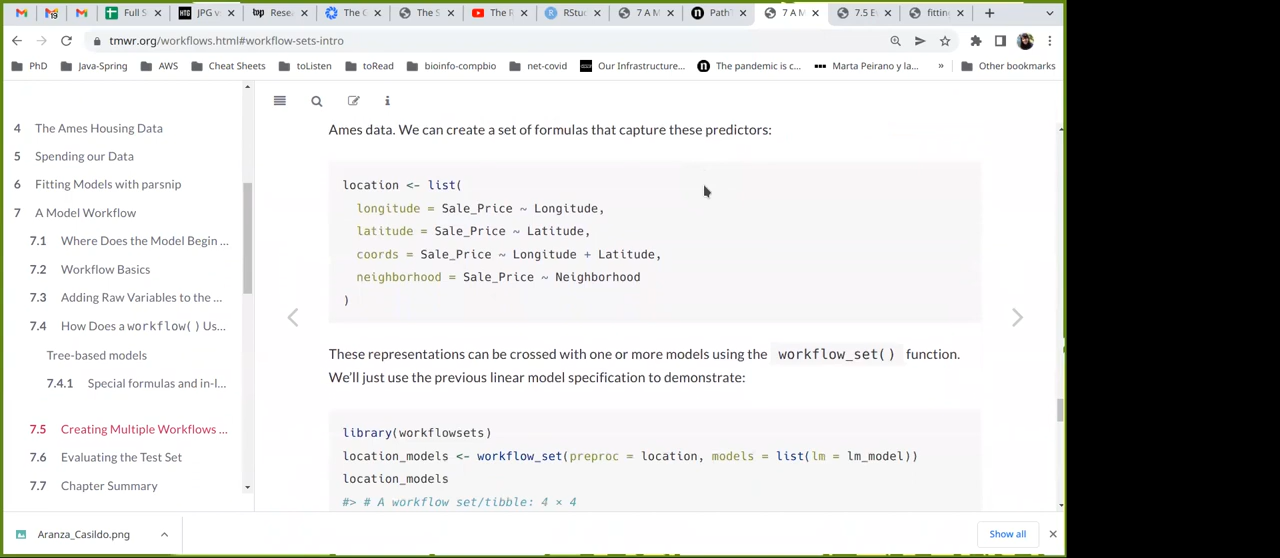 Full S
JPG v
Resea
The G
The S
The R
RStu
7 A M
PathT
7 A M
7.5 Ei
fittin
tmwr.org/workflows.html#workflow-sets-intro
PhD Java-Spring AWS Cheat Sheets toListen toRead bioinfo-compbio net-covid Our Infrastructure... The pandemic is c... Marta Peirano y la... » Other bookmarks
4 The Ames Housing Data
5 Spending our Data
6 Fitting Models with parsnip
7 A Model Workflow
7.1 Where Does the Model Begin ...
7.2 Workflow Basics
7.3 Adding Raw Variables to the ...
7.4 How Does a workflow() Us...
Tree-based models
7.4.1 Special formulas and in-l...
7.5 Creating Multiple Workflows ...
7.6 Evaluating the Test Set
7.7 Chapter Summary
Ames data. We can create a set of formulas that capture these predictors:
location <- list(
longitude = Sale_Price ~ Longitude,
latitude = Sale_Price ~ Latitude,
coords = Sale_Price ~ Longitude + Latitude,
neighborhood = Sale_Price ~ Neighborhood
)
These representations can be crossed with one or more models using the workflow_set() function.
We'll just use the previous linear model specification to demonstrate:
library(workflowsets)
location_models <- workflow_set(preproc = location, models = list(lm = lm_model))
location_models
#> # A workflow set/tibble: 4 × 4
Aranza_Casildo.png
Show all